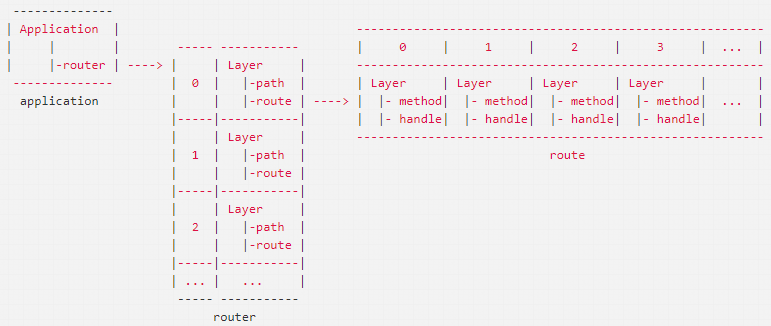 --------------
| Application  |                                  ---------------------------------------------------------
|     |        |        ----- -----------        |     0     |     1     |     2     |     3     |  ...  |
|     |-router | ----> |     | Layer     |        ---------------------------------------------------------
 --------------        |  0  |   |-path  |       | Layer     | Layer     | Layer     | Layer     |       |
  application          |     |   |-route | ----> |  |- method|  |- method|  |- method|  |- method|  ...  |
                       |-----|-----------|       |  |- handle|  |- handle|  |- handle|  |- handle|       |
                       |     | Layer     |        ---------------------------------------------------------
                       |  1  |   |-path  |                                  route
                       |     |   |-route |
                       |-----|-----------|
                       |     | Layer     |
                       |  2  |   |-path  |
                       |     |   |-route |
                       |-----|-----------|
                       | ... |   ...     |
                        ----- -----------
                             router